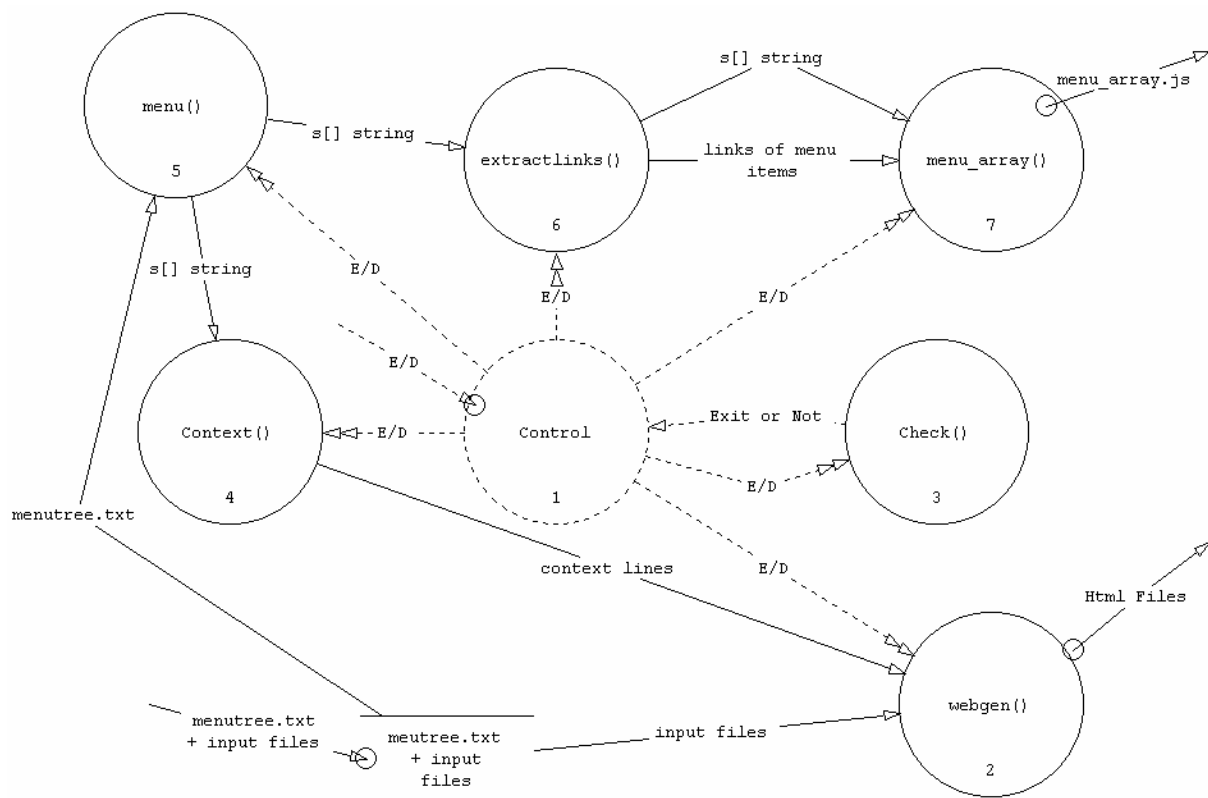 s[] string
menu_array.js
menu()
s[] string
extractlinks()
links of menu
items
menu_array()
5
6
7
s[] string
E/D
E/D
E/D
E/D
Exit or Not
Context()
E/D
Control
Check()
E/D
4
1
3
menutree.txt
context lines
E/D
Html Files
webgen()
menutree.txt
+ input files
meutree.txt
+ input
files
input files
2